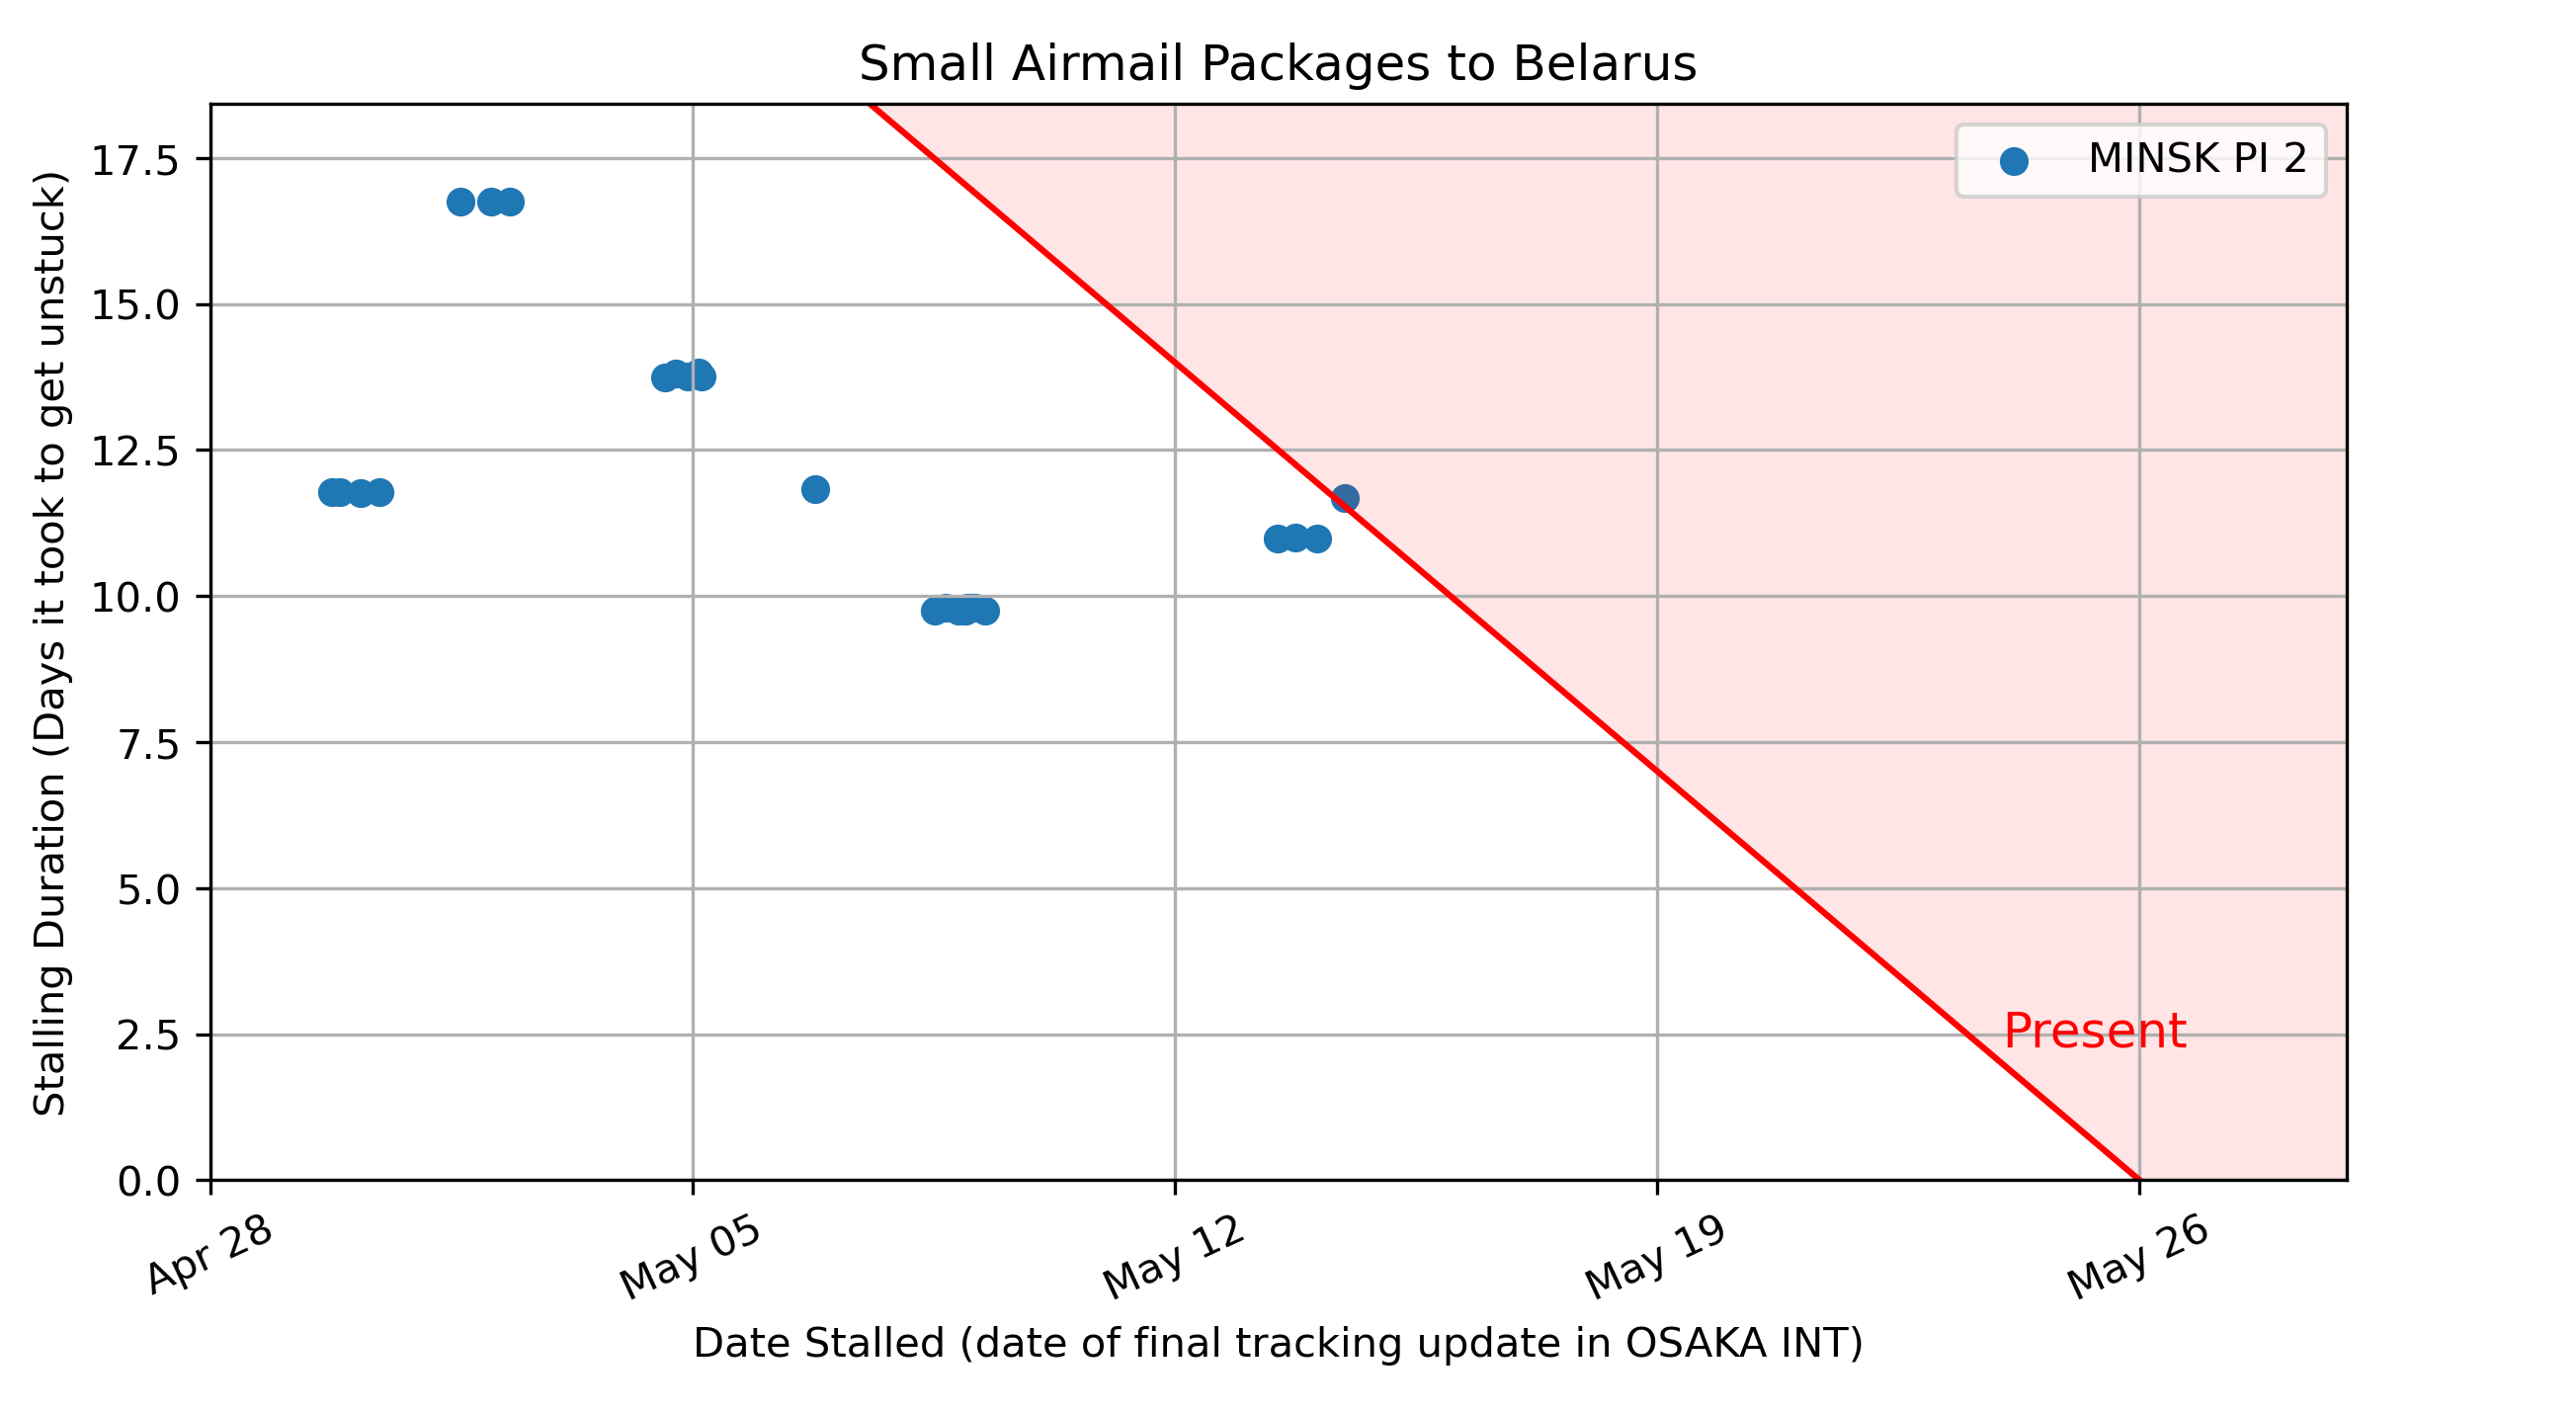 Small Airmail Packages to Belarus
MINSK PI 2
Stalling Duration (Days it took to get unstuck)
17.5
15.0
12.5
10.0
7.5
5.0
2.5
0.0
Present
Apr 28
May 05
May 12
May 19
May 26
Date Stalled (date of final tracking update in OSAKA INT)